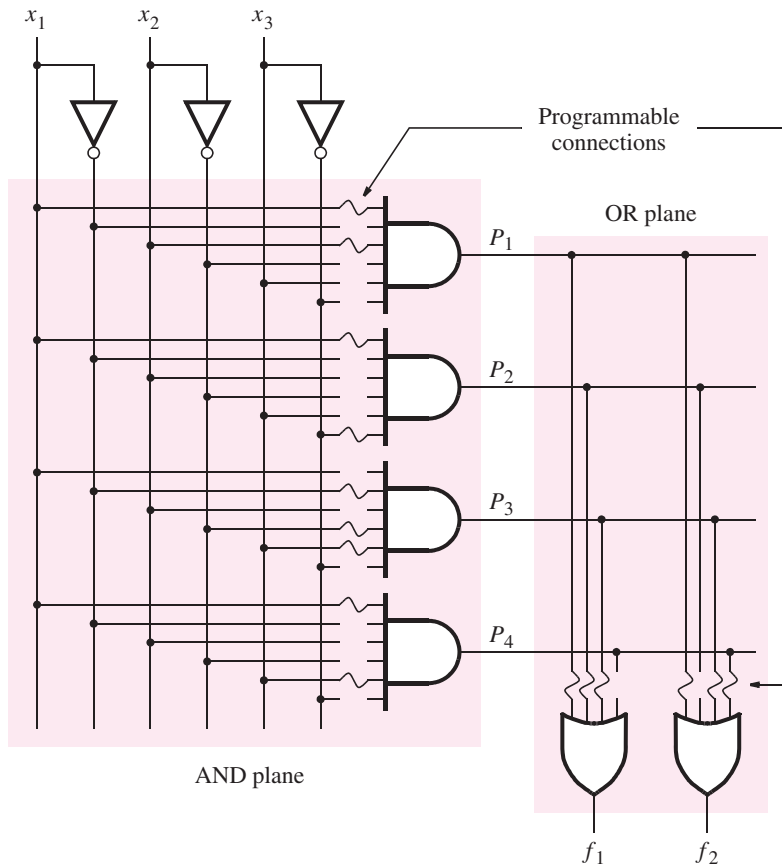 x₁
x₂
x₃
Programmable
connections
OR plane
P₁
P₂
P₃
P₄
AND plane
f₁
f₂